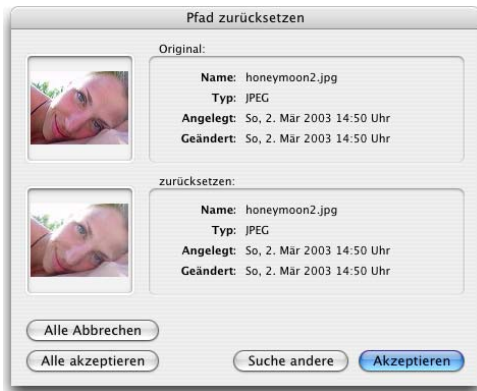 Pfad zurücksetzen
Original:
Name: honeymoon2.jpg
Typ: JPEG
Angelegt: So, 2. Mär 2003 14:50 Uhr
Geändert: So, 2. Mär 2003 14:50 Uhr
zurücksetzen:
Name: honeymoon2.jpg
Typ: JPEG
Angelegt: So, 2. Mär 2003 14:50 Uhr
Geändert: So, 2. Mär 2003 14:50 Uhr
Alle Abbrechen
Alle akzeptieren Suche andere Akzeptieren